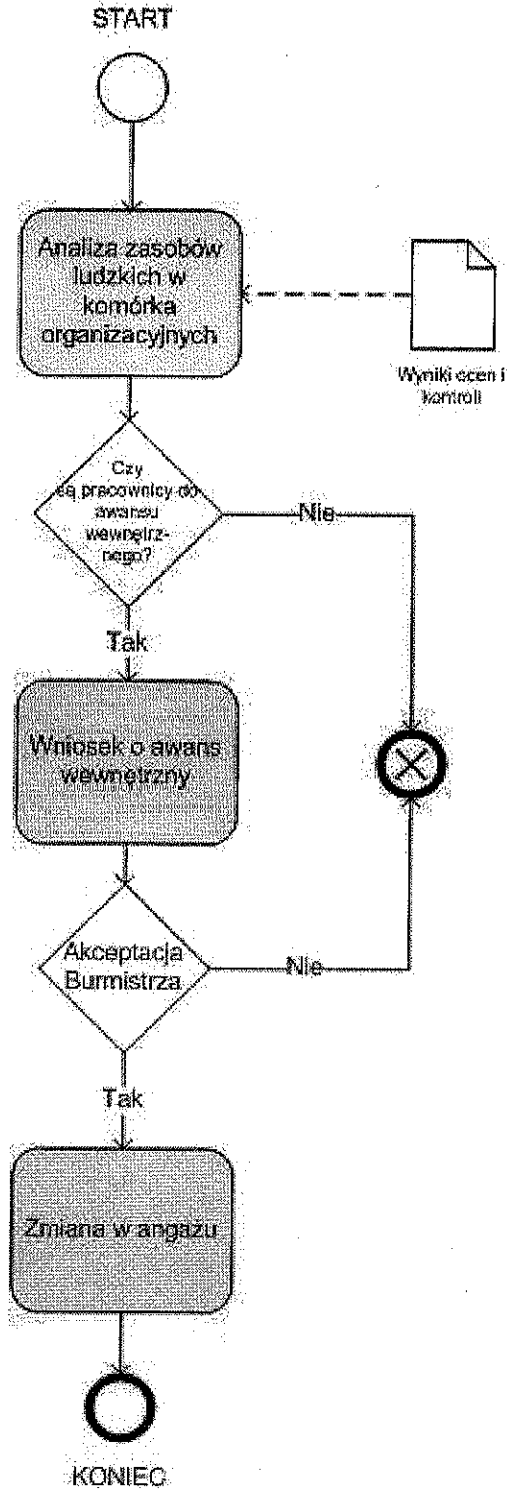 START
Analiza zasobów
ludzkich w
komórka
organizacyjnych
Wyniki ocen i
kontroli
Czy
są pracownicy do
awansu
wewnętrz-
nego?
Nie
Tak
Wniosek o awans
wewnętrzny
Akceptacja
Burmistrza
Nie
Tak
Zmiana w angażu
KONIEC